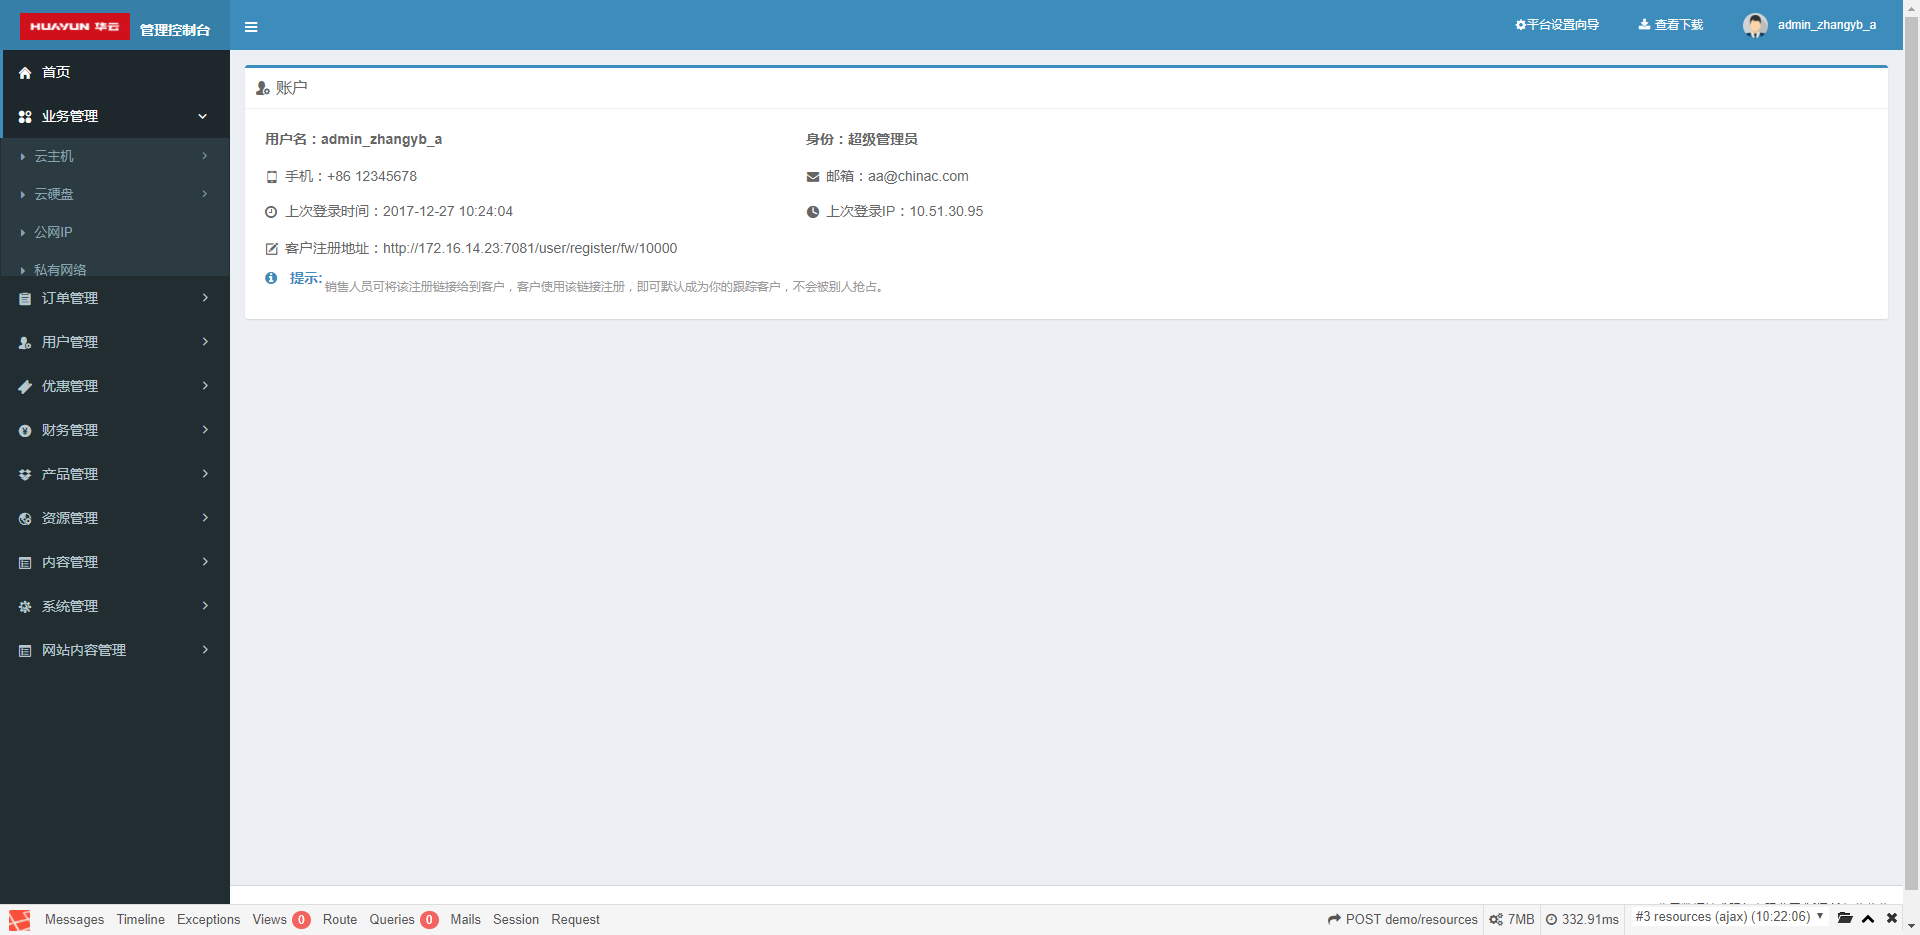 HUAYUN 华云 管理控制台
平台设置向导 查看下载 admin_zhangyb_a
首页
业务管理
云主机
云硬盘
公网IP
私有网络
订单管理
用户管理
优惠管理
财务管理
产品管理
资源管理
内容管理
系统管理
网站内容管理
账户
用户名：admin_zhangyb_a 身份：超级管理员
手机：+86 12345678 邮箱：aa@chinac.com
上次登录时间：2017-12-27 10:24:04 上次登录IP：10.51.30.95
客户注册地址：http://172.16.14.23:7081/user/register/fw/10000
提示: 销售人员可将该注册链接给到客户，客户使用该链接注册，即可默认成为你的跟踪客户，不会被别人抢占。
Messages Timeline Exceptions Views 0 Route Queries 0 Mails Session Request POST demo/resources 7MB 332.91ms #3 resources (ajax) (10:22:06)